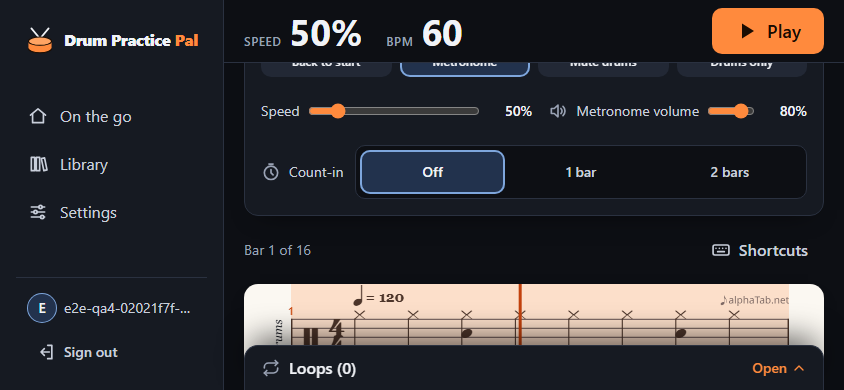 Drum Practice Pal
On the go
Library
Settings
E
e2e-qa4-02021f7f-...
Sign out
SPEED 50% BPM 60
Play
Back to start Metronome Mute drums Drums only
Speed 50% Metronome volume 80%
Count-in Off 1 bar 2 bars
Bar 1 of 16
Shortcuts
= 120
alphaTab.net
1
4
Loops (0)
Open